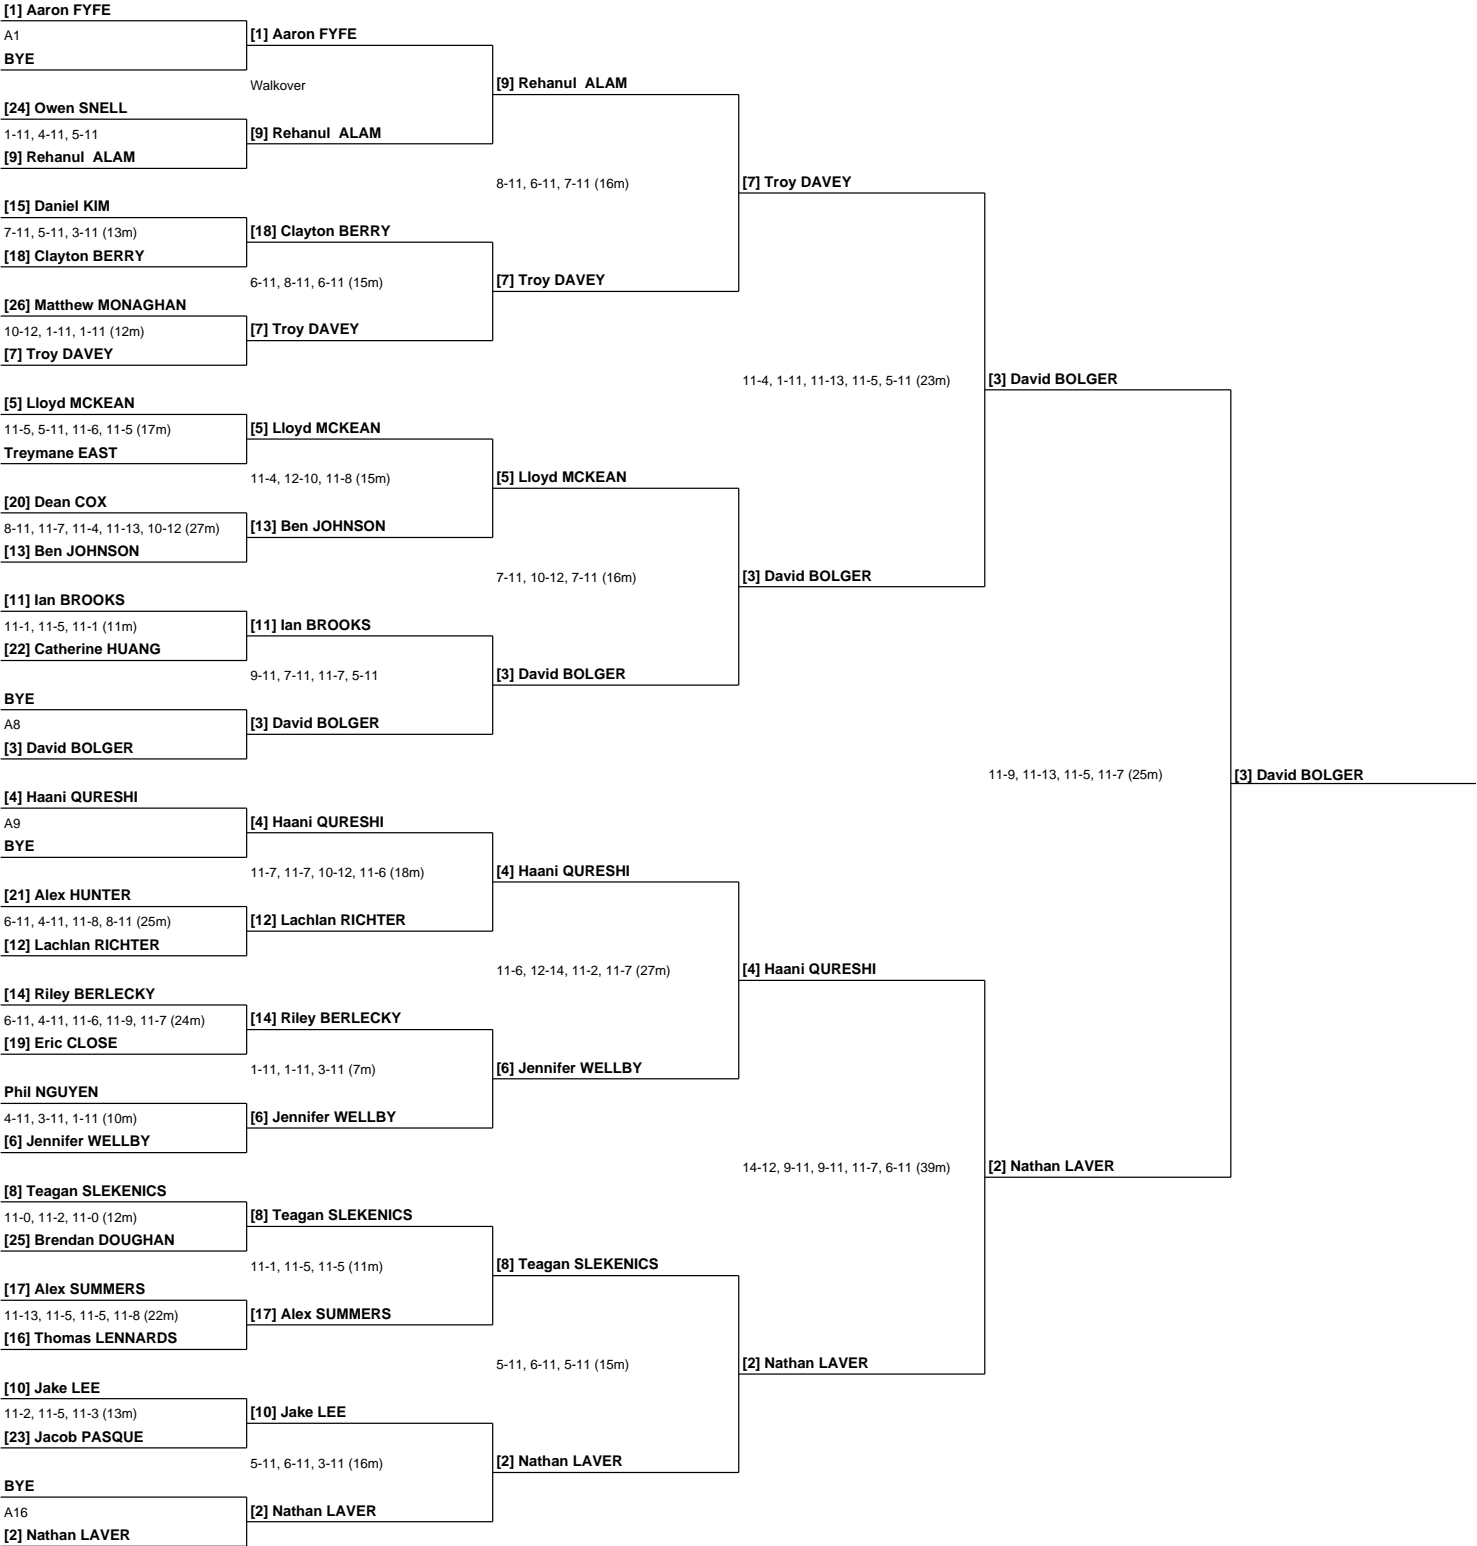 [1] Aaron FYFE
A1
BYE
[24] Owen SNELL
1-11, 4-11, 5-11
[9] Rehanul  ALAM
[15] Daniel KIM
7-11, 5-11, 3-11 (13m)
[18] Clayton BERRY
[26] Matthew MONAGHAN
10-12, 1-11, 1-11 (12m)
[7] Troy DAVEY
[5] Lloyd MCKEAN
11-5, 5-11, 11-6, 11-5 (17m)
Treymane EAST
[20] Dean COX
8-11, 11-7, 11-4, 11-13, 10-12 (27m)
[13] Ben JOHNSON
[11] Ian BROOKS
11-1, 11-5, 11-1 (11m)
[22] Catherine HUANG
BYE
A8
[3] David BOLGER
[4] Haani QURESHI
A9
BYE
[21] Alex HUNTER
6-11, 4-11, 11-8, 8-11 (25m)
[12] Lachlan RICHTER
[14] Riley BERLECKY
6-11, 4-11, 11-6, 11-9, 11-7 (24m)
[19] Eric CLOSE
Phil NGUYEN
4-11, 3-11, 1-11 (10m)
[6] Jennifer WELLBY
[8] Teagan SLEKENICS
11-0, 11-2, 11-0 (12m)
[25] Brendan DOUGHAN
[17] Alex SUMMERS
11-13, 11-5, 11-5, 11-8 (22m)
[16] Thomas LENNARDS
[10] Jake LEE
11-2, 11-5, 11-3 (13m)
[23] Jacob PASQUE
BYE
A16
[2] Nathan LAVER
[1] Aaron FYFE
Walkover
[9] Rehanul  ALAM
[18] Clayton BERRY
6-11, 8-11, 6-11 (15m)
[7] Troy DAVEY
[5] Lloyd MCKEAN
11-4, 12-10, 11-8 (15m)
[13] Ben JOHNSON
[11] Ian BROOKS
9-11, 7-11, 11-7, 5-11
[3] David BOLGER
[4] Haani QURESHI
11-7, 11-7, 10-12, 11-6 (18m)
[12] Lachlan RICHTER
[14] Riley BERLECKY
1-11, 1-11, 3-11 (7m)
[6] Jennifer WELLBY
[8] Teagan SLEKENICS
11-1, 11-5, 11-5 (11m)
[17] Alex SUMMERS
[10] Jake LEE
5-11, 6-11, 3-11 (16m)
[2] Nathan LAVER
[9] Rehanul  ALAM
8-11, 6-11, 7-11 (16m)
[7] Troy DAVEY
[5] Lloyd MCKEAN
7-11, 10-12, 7-11 (16m)
[3] David BOLGER
[4] Haani QURESHI
11-6, 12-14, 11-2, 11-7 (27m)
[6] Jennifer WELLBY
[8] Teagan SLEKENICS
5-11, 6-11, 5-11 (15m)
[2] Nathan LAVER
[7] Troy DAVEY
11-4, 1-11, 11-13, 11-5, 5-11 (23m)
[3] David BOLGER
[4] Haani QURESHI
14-12, 9-11, 9-11, 11-7, 6-11 (39m)
[2] Nathan LAVER
[3] David BOLGER
11-9, 11-13, 11-5, 11-7 (25m)
[2] Nathan LAVER
[3] David BOLGER